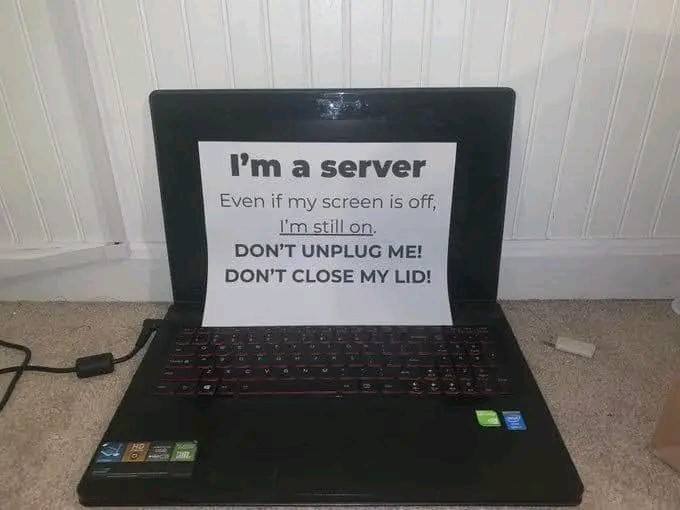 I'm a server
Even if my screen is off,
I'm still on.
DON'T UNPLUG ME!
DON'T CLOSE MY LID!